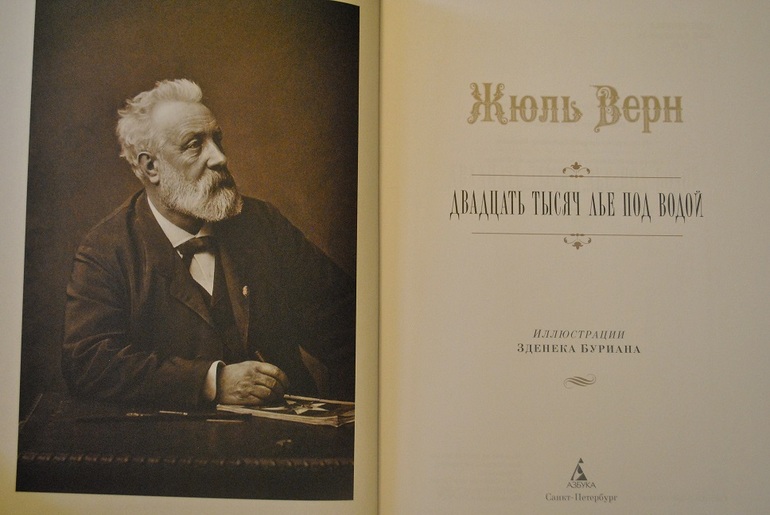 Жюль Верн
ДВАДЦАТЬ ТЫСЯЧ ЛЬЕ ПОД ВОДОЙ
Иллюстрации
Зденека Буриана
АЗБУКА
Санкт-Петербург